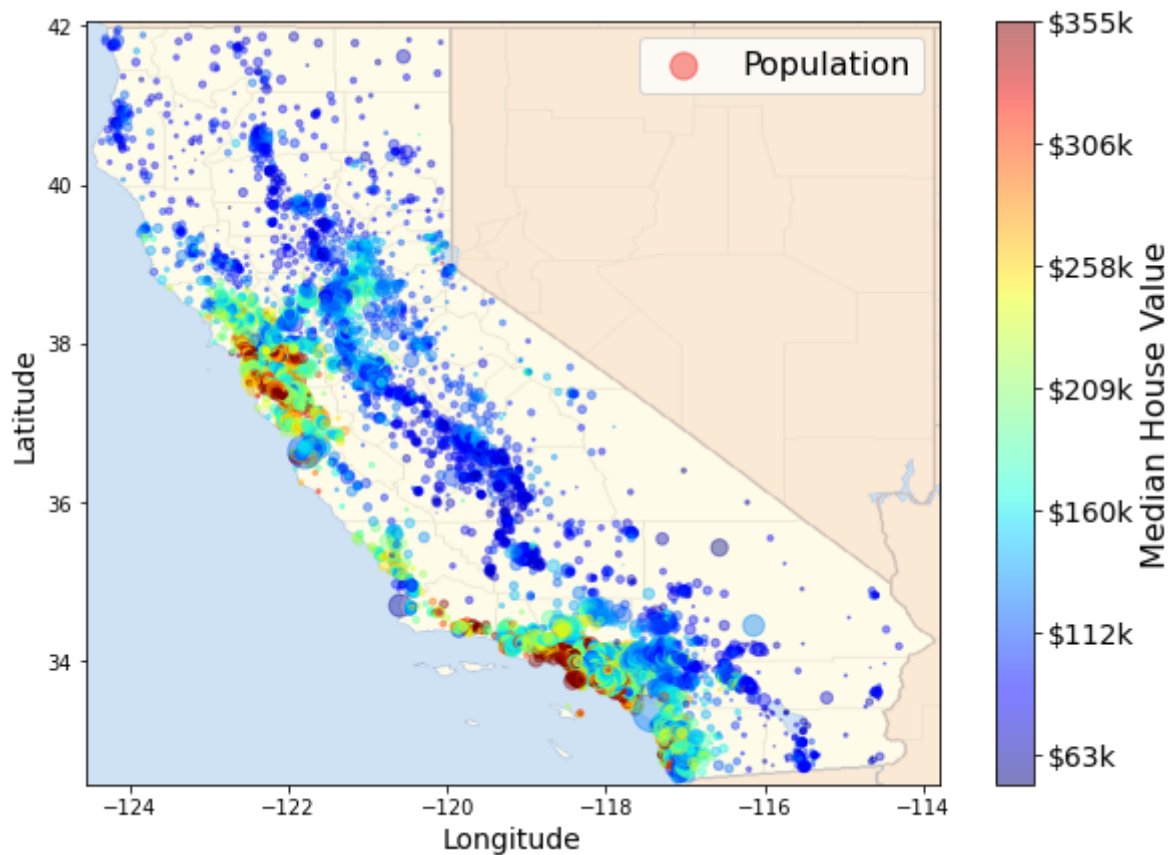 42
40
38
36
34
Latitude
−124
−122
−120
−118
−116
−114
Longitude
Population
$355k
$306k
$258k
$209k
$160k
$112k
$63k
Median House Value